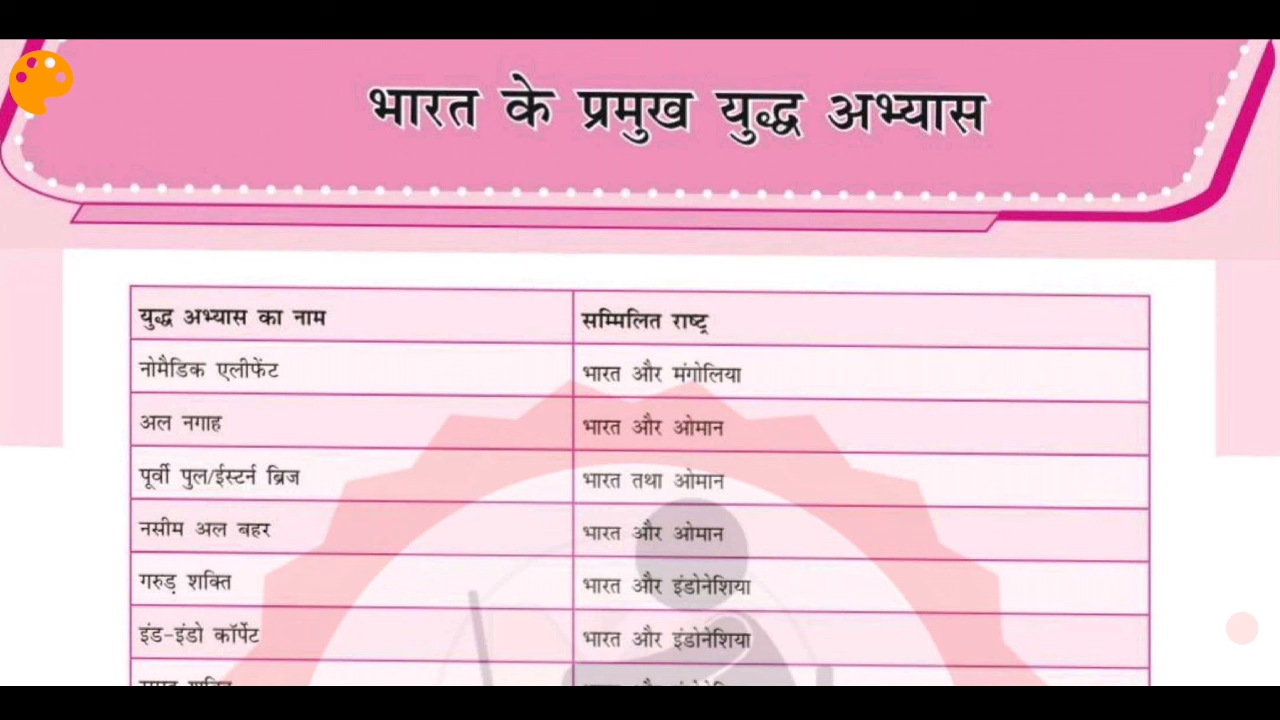 भारत के प्रमुख युद्ध अभ्यास
युद्ध अभ्यास का नाम सम्मिलित राष्ट्र
नोमैडिक एलीफेंट भारत और मंगोलिया
अल नगाह भारत और ओमान
पूर्वी पुल/ईस्टर्न ब्रिज भारत तथा ओमान
नसीम अल बहर भारत और ओमान
गरुड़ शक्ति भारत और इंडोनेशिया
इंड-इंडो कॉर्पेट भारत और इंडोनेशिया